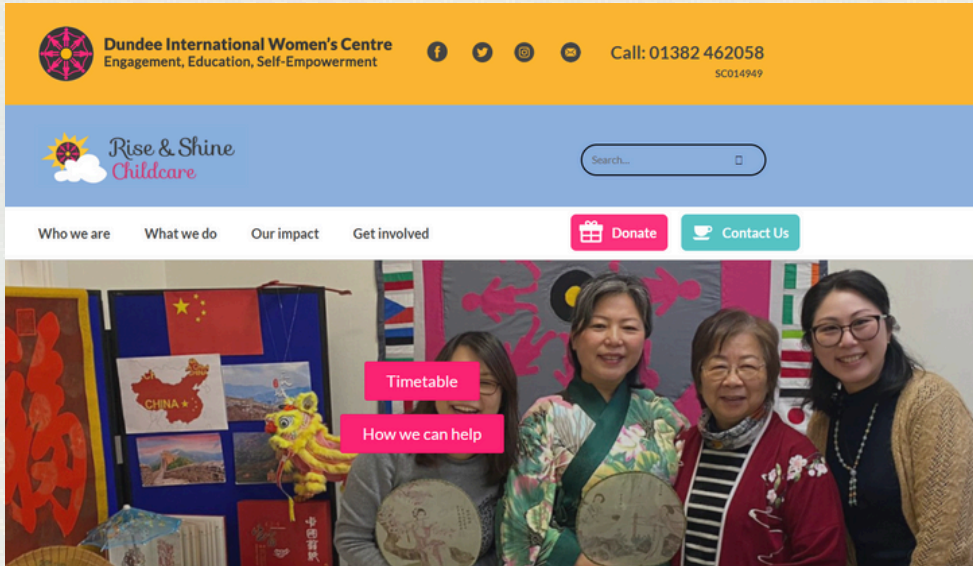 Dundee International Women's Centre
Engagement, Education, Self-Empowerment
Call: 01382 462058
SC014949
Rise & Shine
Childcare
Search...
Who we are
What we do
Our impact
Get involved
Donate
Contact Us
Timetable
How we can help
CHINA